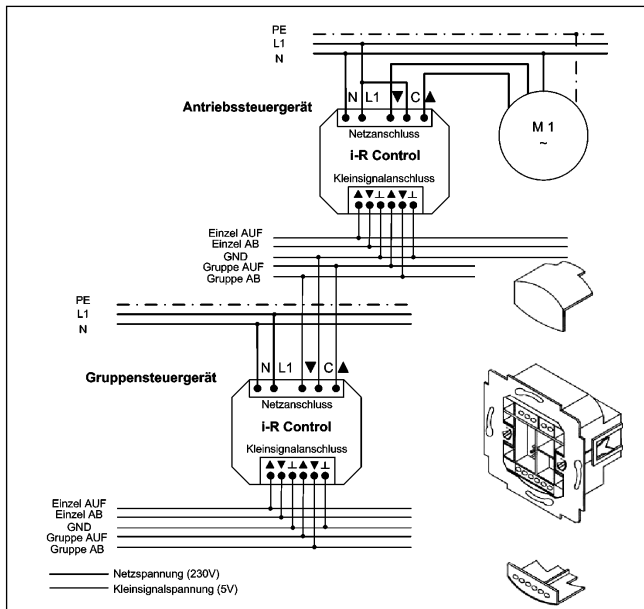 PE
L1
N
N L1 ▼ C ▲
Antriebssteuergerät
Netzanschluss
i-R Control
Kleinsignalanschluss
▲ ▼ ⊥ ▲ ▼ ⊥
M 1
~
Einzel AUF
Einzel AB
GND
Gruppe AUF
Gruppe AB
PE
L1
N
N L1 ▼ C ▲
Gruppensteuergerät
Netzanschluss
i-R Control
Kleinsignalanschluss
▲ ▼ ⊥ ▲ ▼ ⊥
Einzel AUF
Einzel AB
GND
Gruppe AUF
Gruppe AB
Netzspannung (230V)
Kleinsignalspannung (5V)